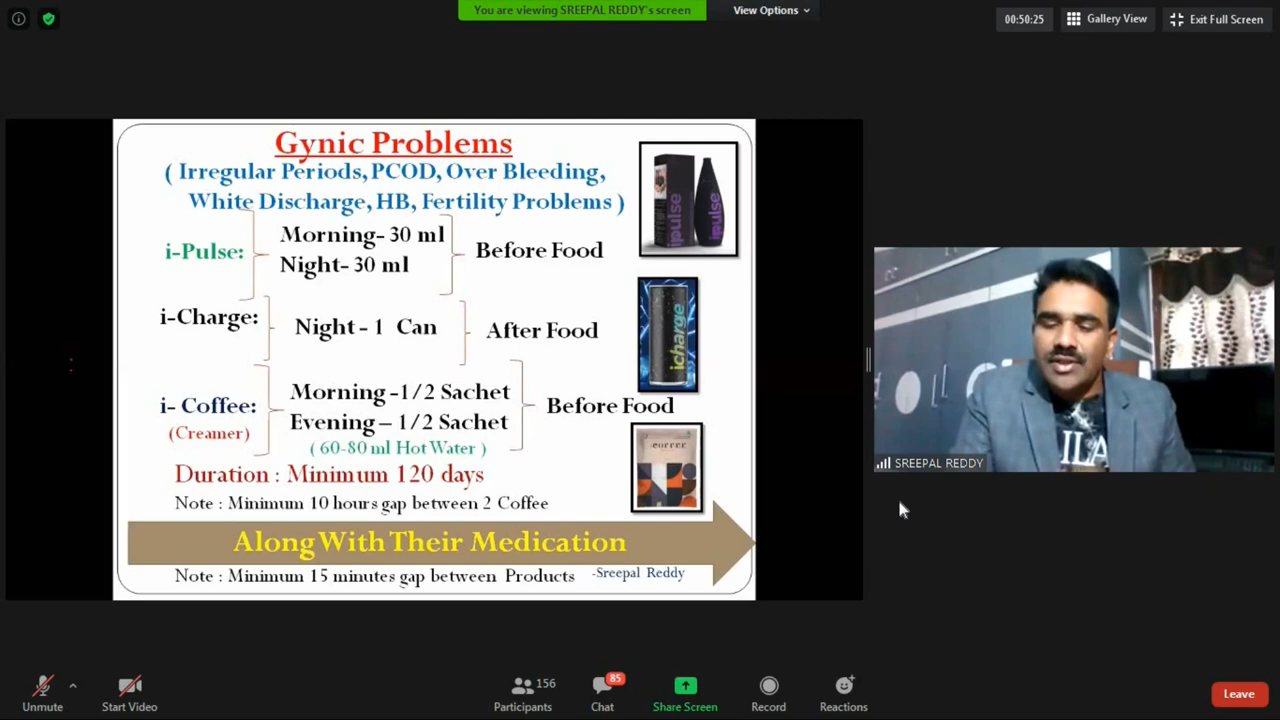 You are viewing SREEPAL REDDY's screen
View Options
00:50:25
Gallery View
Exit Full Screen
Gynic Problems
( Irregular Periods, PCOD, Over Bleeding,
White Discharge, HB, Fertility Problems )
i-Pulse:
Morning- 30 ml
Night- 30 ml
Before Food
ipulse
ipulse
i-Charge:
Night - 1 Can
After Food
icharge
i- Coffee:
(Creamer)
Morning -1/2 Sachet
Evening – 1/2 Sachet
( 60-80 ml Hot Water )
Before Food
Duration : Minimum 120 days
Note : Minimum 10 hours gap between 2 Coffee
Along With Their Medication
Note : Minimum 15 minutes gap between Products
-Sreepal Reddy
SREEPAL REDDY
Unmute
Start Video
156
Participants
85
Chat
Share Screen
Record
Reactions
Leave